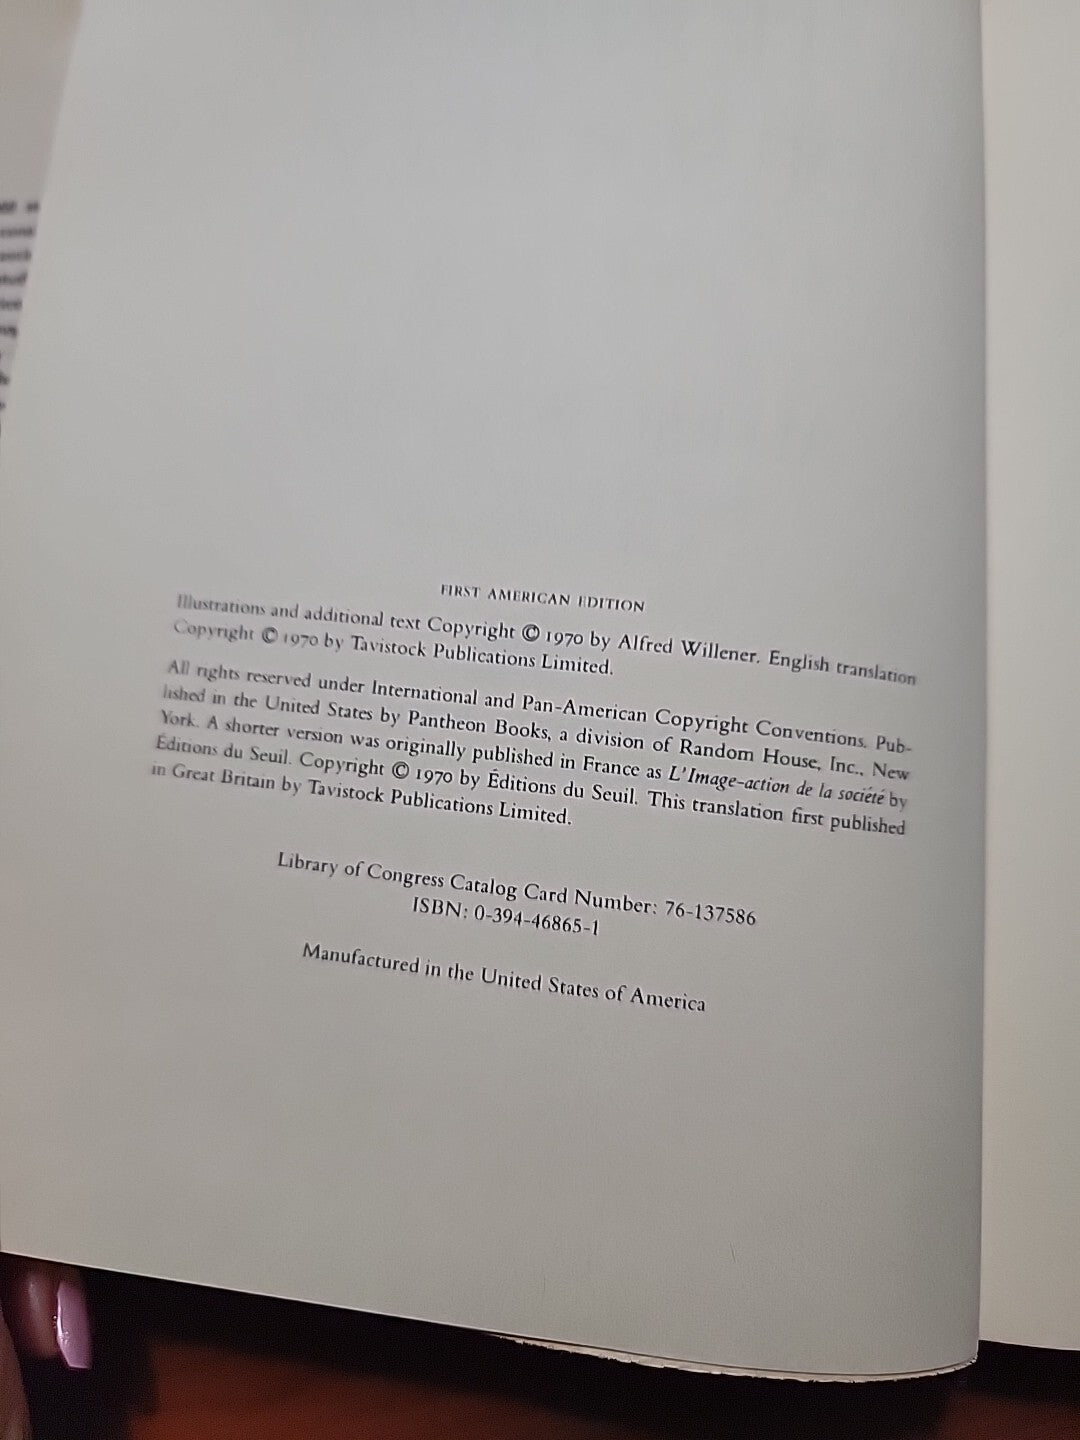 FIRST AMERICAN EDITION
Illustrations and additional text Copyright © 1970 by Alfred Willener. English translation
Copyright © 1970 by Tavistock Publications Limited.
All rights reserved under International and Pan-American Copyright Conventions. Pub-
lished in the United States by Pantheon Books, a division of Random House, Inc., New
York. A shorter version was originally published in France as L'Image-action de la société by
Éditions du Seuil. Copyright © 1970 by Éditions du Seuil. This translation first published
in Great Britain by Tavistock Publications Limited.
Library of Congress Catalog Card Number: 76-137586
ISBN: 0-394-46865-1
Manufactured in the United States of America